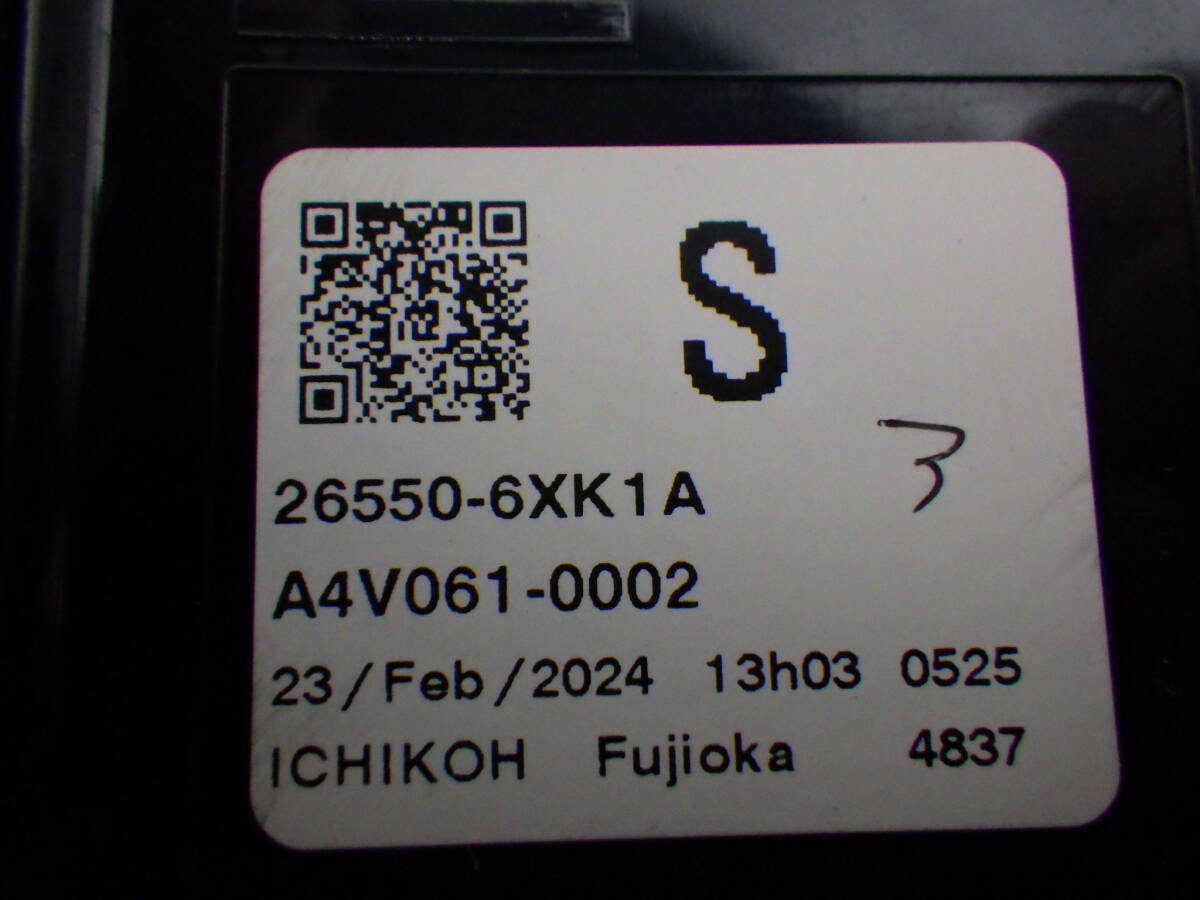 S
3
26550-6XK1A
A4V061-0002
23/Feb/2024 13h03 0525
ICHIKOH Fujioka 4837